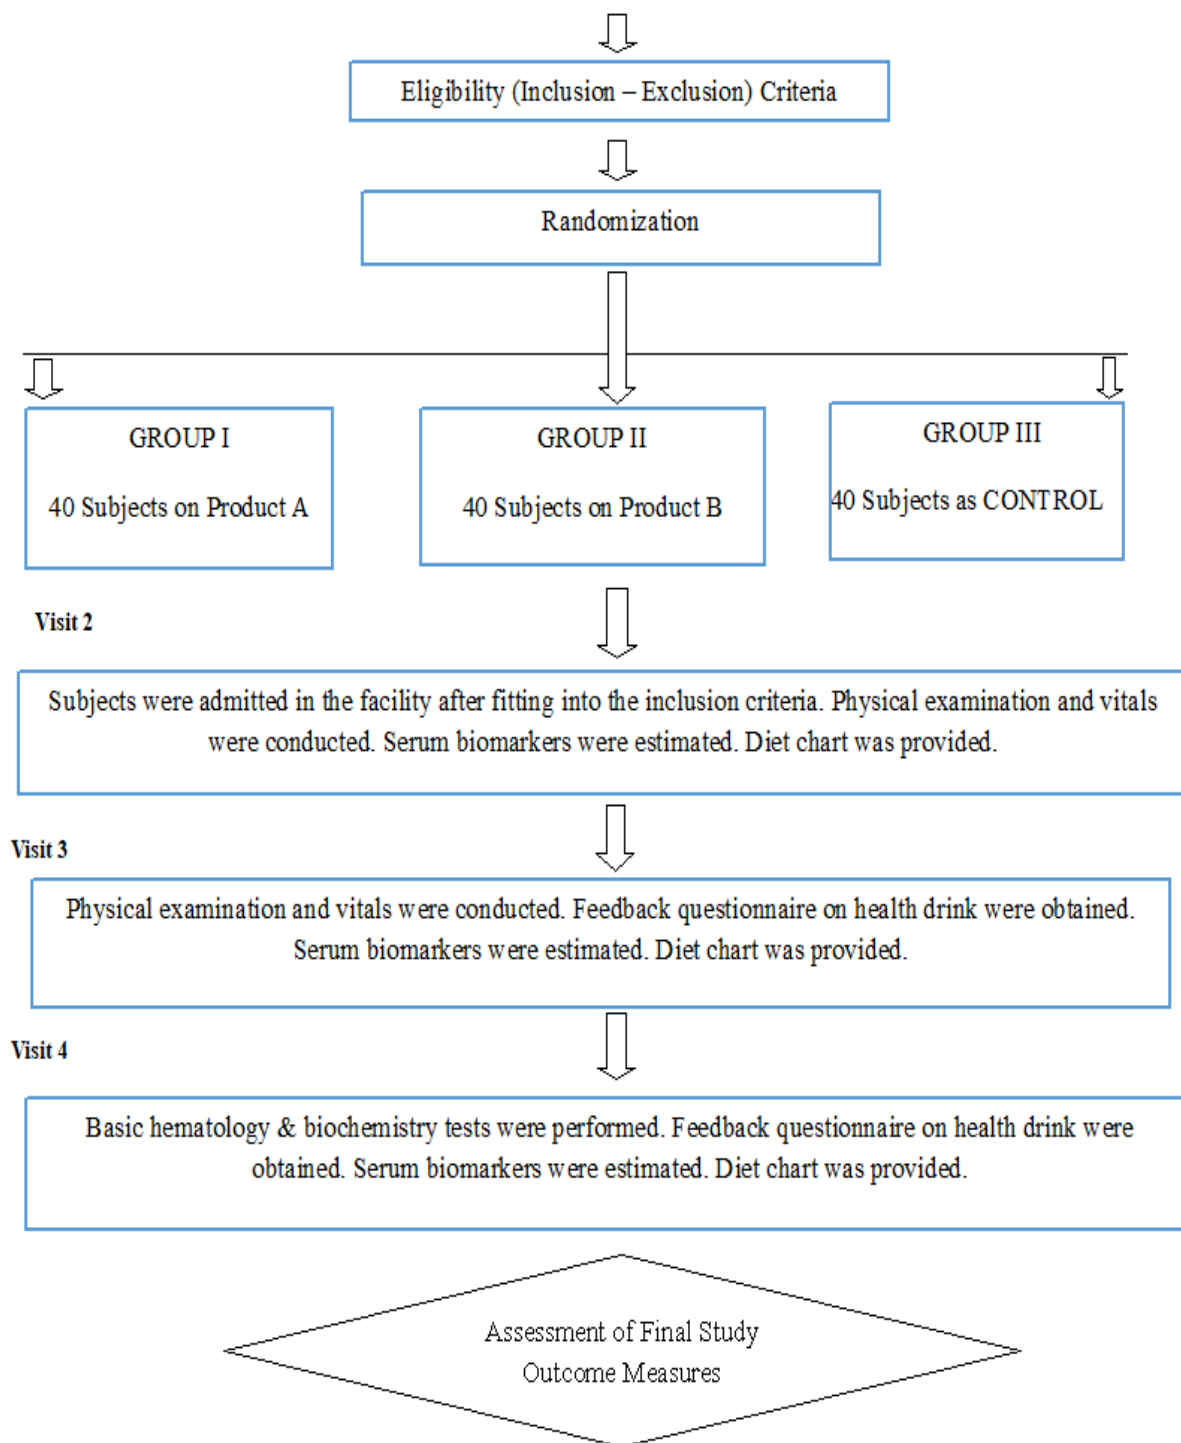 Eligibility (Inclusion – Exclusion) Criteria
Randomization
GROUP I
40 Subjects on Product A
GROUP II
40 Subjects on Product B
GROUP III
40 Subjects as CONTROL
Visit 2
Subjects were admitted in the facility after fitting into the inclusion criteria. Physical examination and vitals
were conducted. Serum biomarkers were estimated. Diet chart was provided.
Visit 3
Physical examination and vitals were conducted. Feedback questionnaire on health drink were obtained.
Serum biomarkers were estimated. Diet chart was provided.
Visit 4
Basic hematology & biochemistry tests were performed. Feedback questionnaire on health drink were
obtained. Serum biomarkers were estimated. Diet chart was provided.
Assessment of Final Study
Outcome Measures